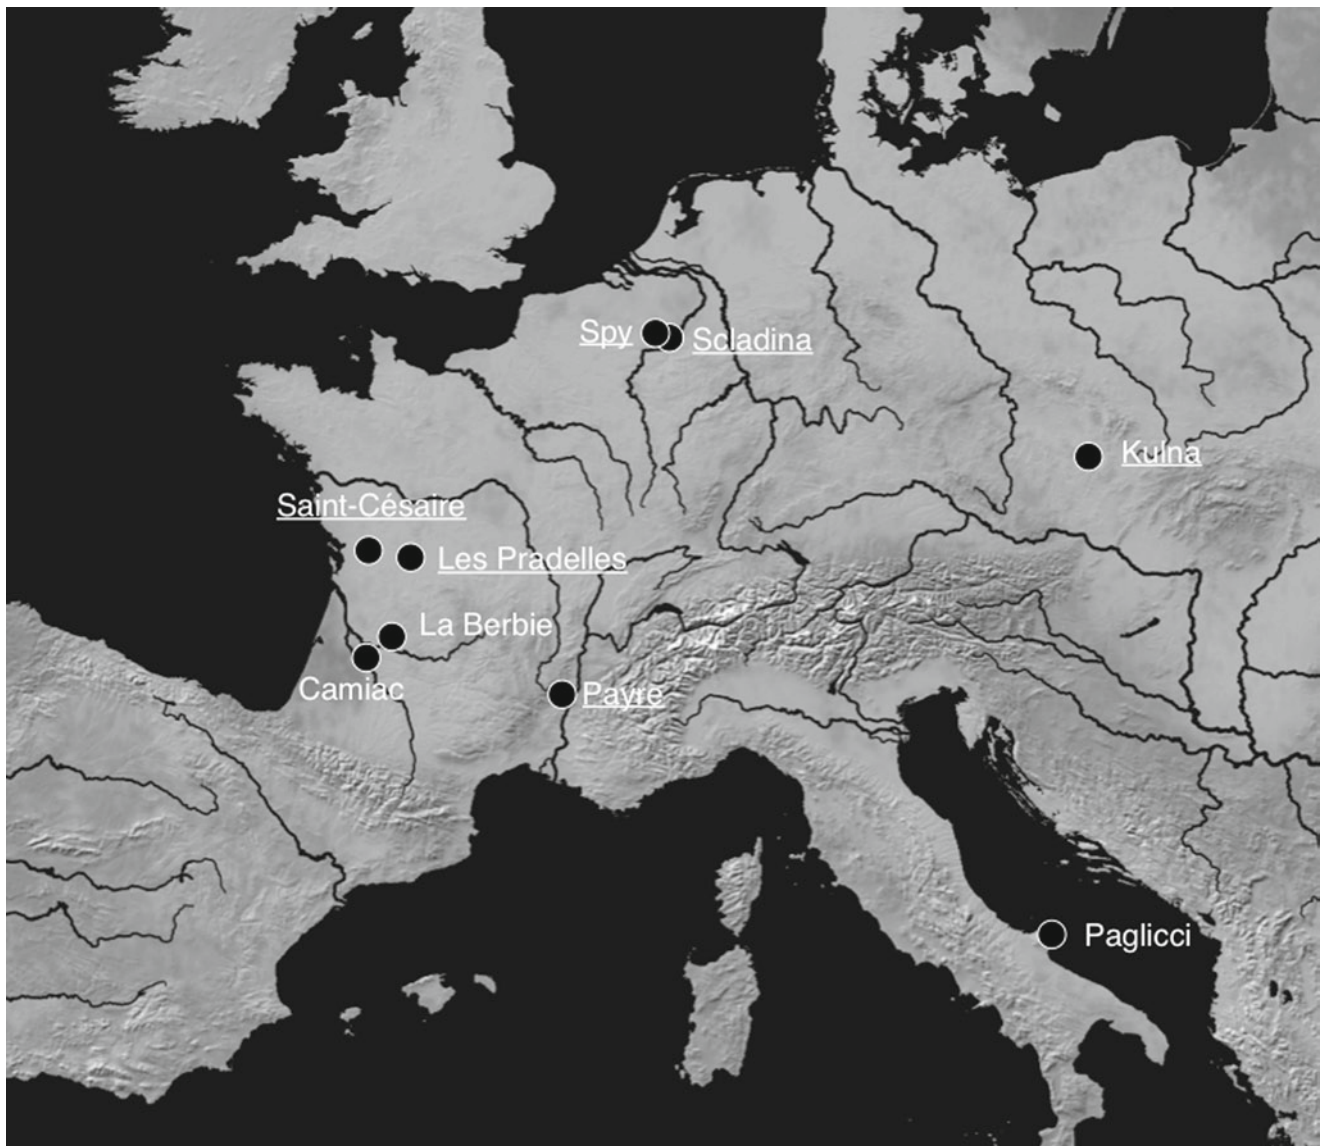 Spy
Scladina
Kulna
Saint-Césaire
Les Pradelles
La Berbie
Camiac
Payre
Paglicci